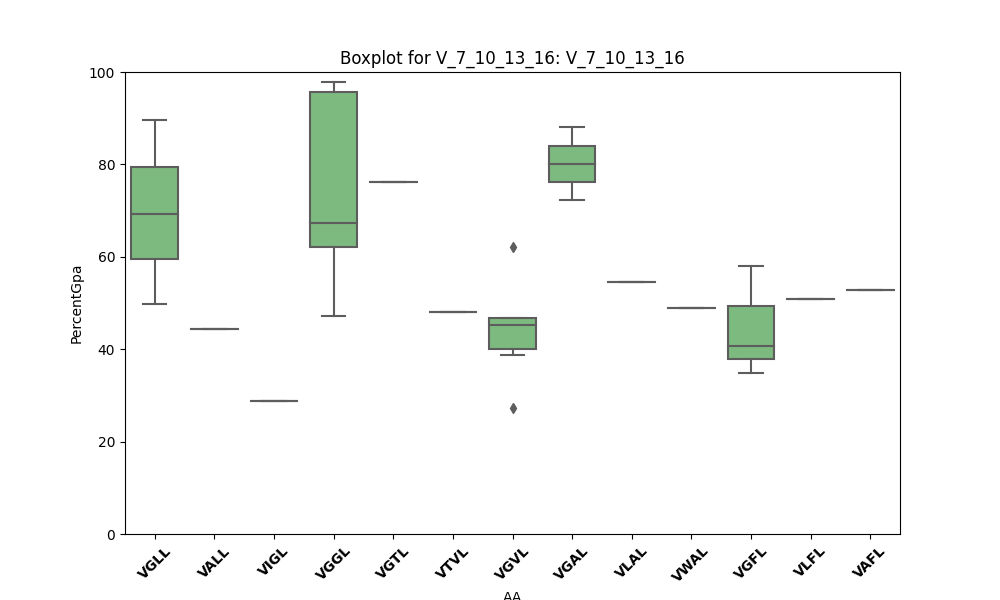 Boxplot for V_7_10_13_16: V_7_10_13_16
100
80
60
40
20
0
PercentGpa
VGLL VALL VIGL VGGL VGTL VTVL VGVL VGAL VLAL VWAL VGFL VLFL VAFL
AA